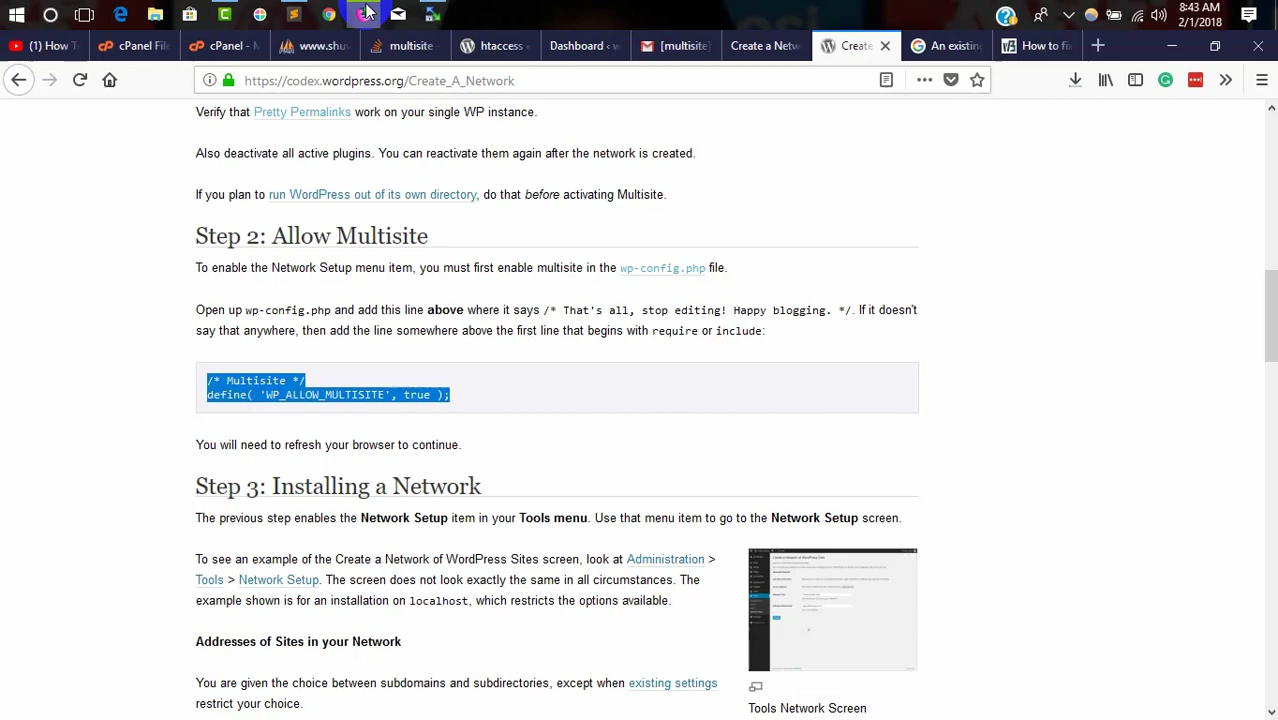 8:43 AM
2/1/2018
(1) How T
cPanel File
cPanel - M
www.shuv
multisite -
htaccess «
Dashboard ‹ w
[multisite]
Create a Netw
Create
An existing
How to fix
https://codex.wordpress.org/Create_A_Network
Verify that Pretty Permalinks work on your single WP instance.
Also deactivate all active plugins. You can reactivate them again after the network is created.
If you plan to run WordPress out of its own directory, do that before activating Multisite.
Step 2: Allow Multisite
To enable the Network Setup menu item, you must first enable multisite in the wp-config.php file.
Open up wp-config.php and add this line above where it says /* That's all, stop editing! Happy blogging. */. If it doesn't
say that anywhere, then add the line somewhere above the first line that begins with require or include:
/* Multisite */
define( 'WP_ALLOW_MULTISITE', true );
You will need to refresh your browser to continue.
Step 3: Installing a Network
The previous step enables the Network Setup item in your Tools menu. Use that menu item to go to the Network Setup screen.
To see an example of the Create a Network of WordPress Sites screen, look at Administration >
Tools > Network Setup. The screen does not look exactly the same in all circumstances. The
example shown is for an installation on localhost, which restricts the options available.
Addresses of Sites in your Network
You are given the choice between subdomains and subdirectories, except when existing settings
restrict your choice.
Tools Network Screen